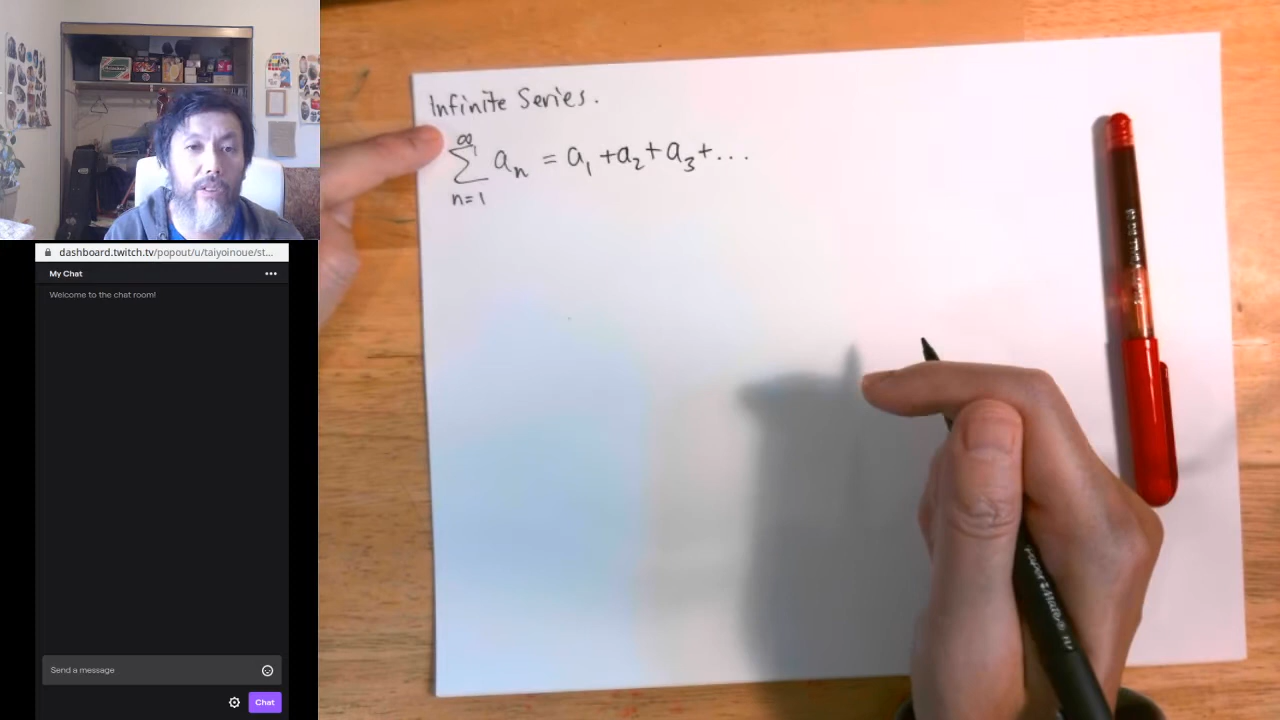 dashboard.twitch.tv/popout/u/taiyoinoue/st...
My Chat
Welcome to the chat room!
Send a message
Chat
Infinite Series.
∞
∑ aₙ = a₁ + a₂ + a₃ + ...
n=1